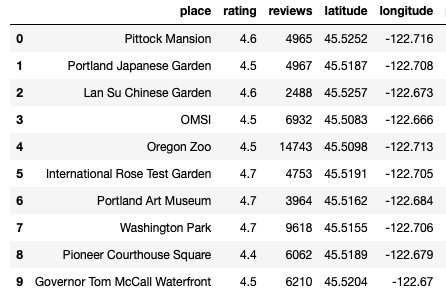 place rating reviews latitude longitude
0 Pittock Mansion 4.6 4965 45.5252 -122.716
1 Portland Japanese Garden 4.5 4967 45.5187 -122.708
2 Lan Su Chinese Garden 4.6 2488 45.5257 -122.673
3 OMSI 4.5 6932 45.5083 -122.666
4 Oregon Zoo 4.5 14743 45.5098 -122.713
5 International Rose Test Garden 4.7 4753 45.5191 -122.705
6 Portland Art Museum 4.7 3964 45.5162 -122.684
7 Washington Park 4.7 9618 45.5155 -122.706
8 Pioneer Courthouse Square 4.4 6062 45.5189 -122.679
9 Governor Tom McCall Waterfront 4.5 6210 45.5204 -122.67